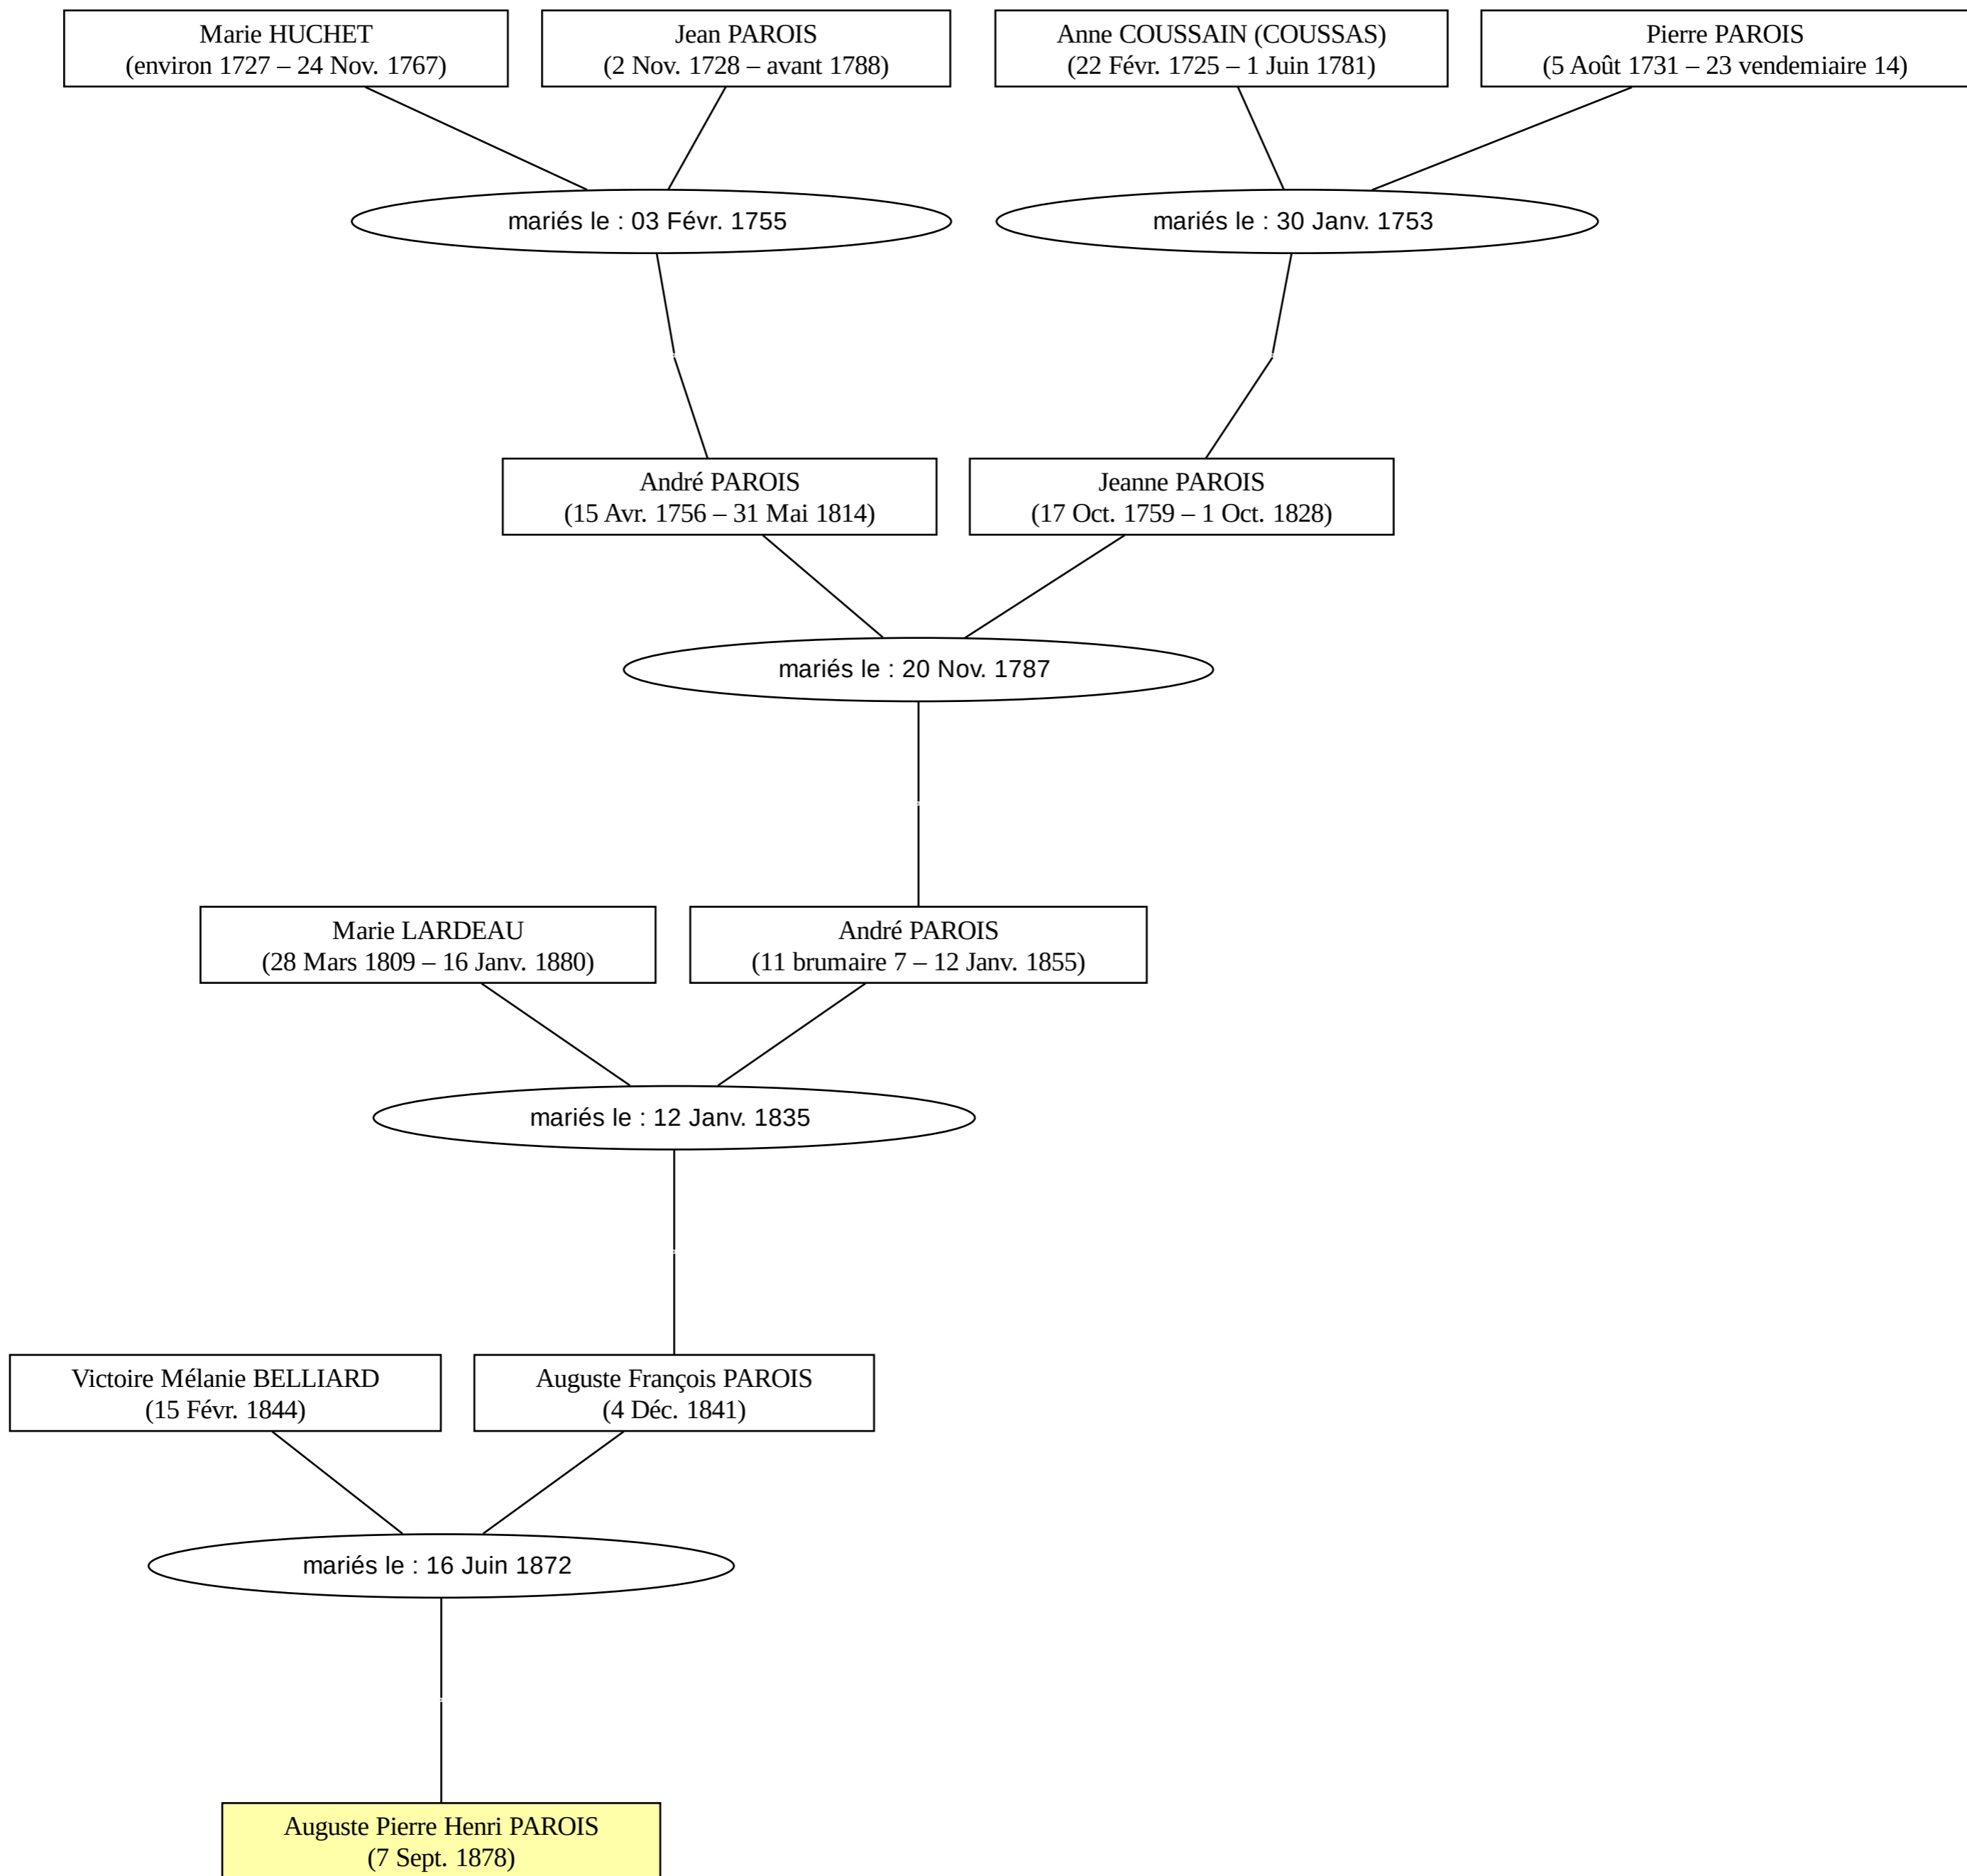 Marie HUCHET
(environ 1727 – 24 Nov. 1767)
Jean PAROIS
(2 Nov. 1728 – avant 1788)
Anne COUSSAIN (COUSSAS)
(22 Févr. 1725 – 1 Juin 1781)
Pierre PAROIS
(5 Août 1731 – 23 vendemiaire 14)
mariés le : 03 Févr. 1755
mariés le : 30 Janv. 1753
André PAROIS
(15 Avr. 1756 – 31 Mai 1814)
Jeanne PAROIS
(17 Oct. 1759 – 1 Oct. 1828)
mariés le : 20 Nov. 1787
Marie LARDEAU
(28 Mars 1809 – 16 Janv. 1880)
André PAROIS
(11 brumaire 7 – 12 Janv. 1855)
mariés le : 12 Janv. 1835
Victoire Mélanie BELLIARD
(15 Févr. 1844)
Auguste François PAROIS
(4 Déc. 1841)
mariés le : 16 Juin 1872
Auguste Pierre Henri PAROIS
(7 Sept. 1878)